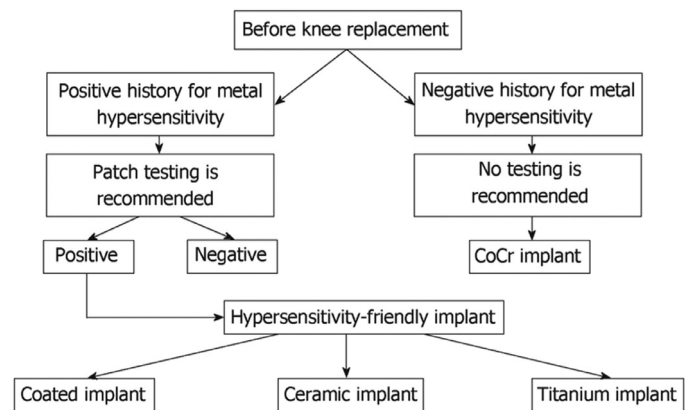 Before knee replacement
Positive history for metal
hypersensitivity
Negative history for metal
hypersensitivity
Patch testing is
recommended
No testing is
recommended
Positive
Negative
CoCr implant
Hypersensitivity-friendly implant
Coated implant
Ceramic implant
Titanium implant